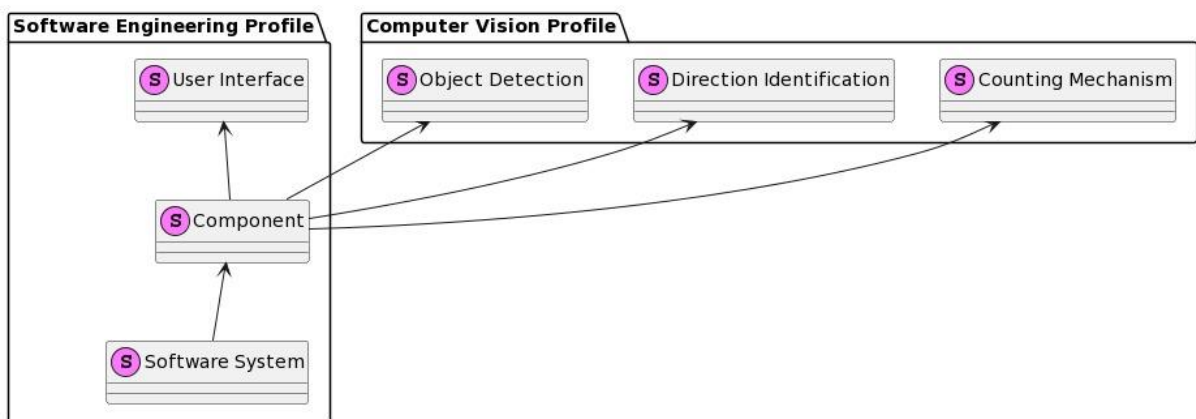 Software Engineering Profile
Computer Vision Profile
S User Interface
S Object Detection
S Direction Identification
S Counting Mechanism
S Component
S Software System